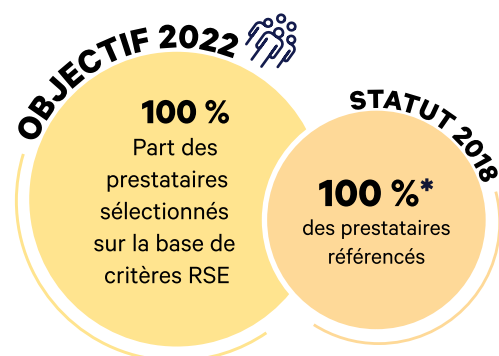 OBJECTIF 2022
100 %
Part des
prestataires
sélectionnés
sur la base de
critères RSE
STATUT 2018
100 %*
des prestataires
référencés